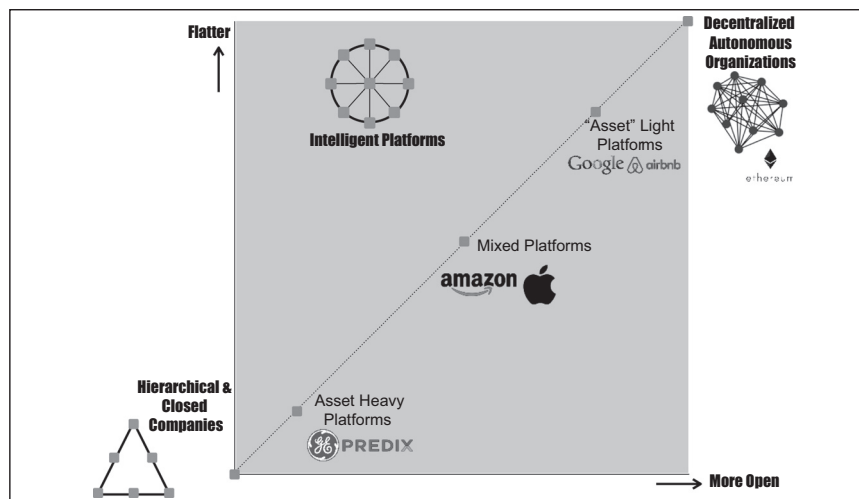 Flatter
Decentralized
Autonomous
Organizations
Intelligent Platforms
"Asset" Light
Platforms
Google airbnb
ethereum
Mixed Platforms
amazon
Hierarchical &
Closed
Companies
Asset Heavy
Platforms
GE PREDIX
More Open